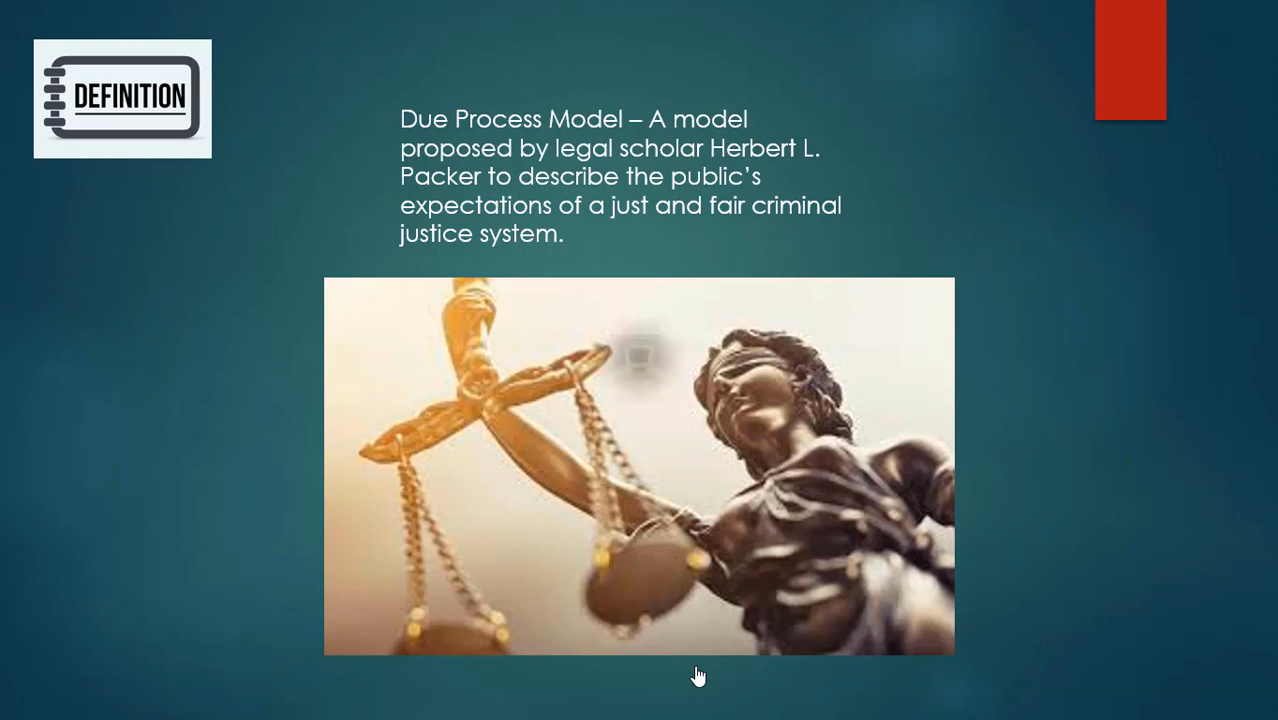 DEFINITION
Due Process Model – A model
proposed by legal scholar Herbert L.
Packer to describe the public’s
expectations of a just and fair criminal
justice system.